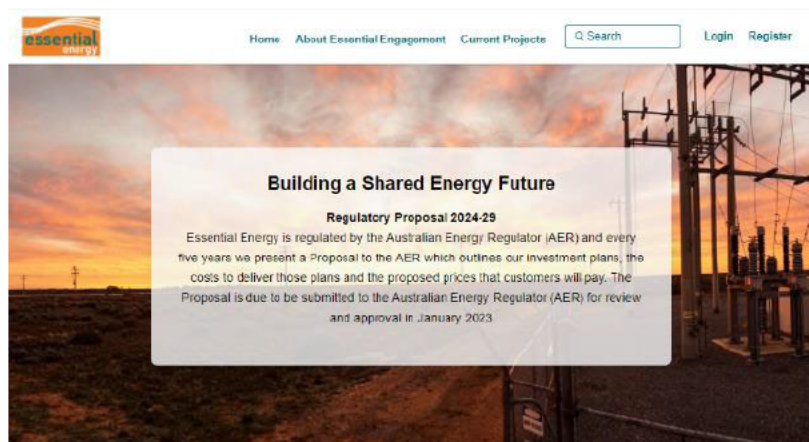 essential
energy
Home About Essential Engagement Current Projects Search Login Register
Building a Shared Energy Future
Regulatory Proposal 2024-29
Essential Energy is regulated by the Australian Energy Regulator (AER) and every
five years we present a Proposal to the AER which outlines our investment plans, the
costs to deliver those plans and the proposed prices that customers will pay. The
Proposal is due to be submitted to the Australian Energy Regulator (AER) for review
and approval in January 2023